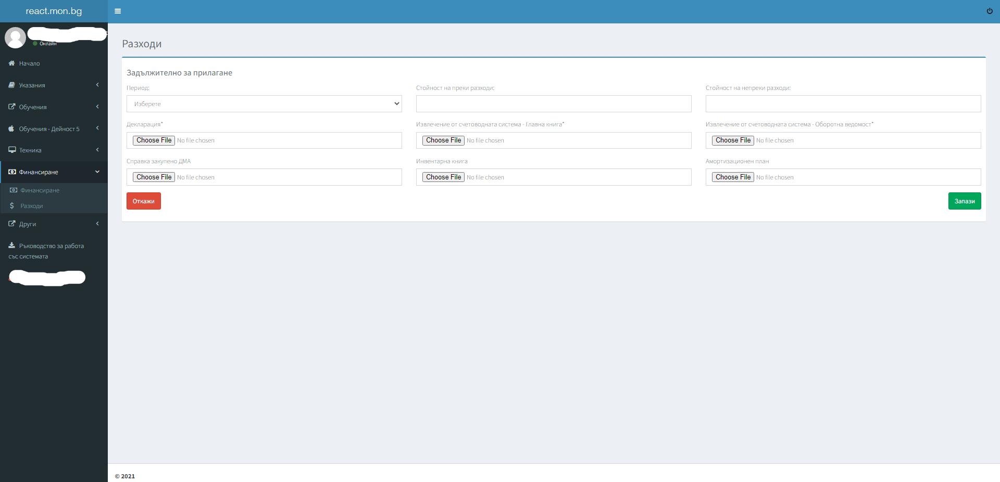 react.mon.bg
Онлайн
Начало
Указания
Обучения
Обучения - Дейност 5
Техника
Финансиране
Финансиране
Разходи
Други
Ръководство за работа
със системата
Разходи
Задължително за прилагане
Период:
Стойност на преки разходи:
Стойност на непреки разходи:
Изберете
Декларация*
Извлечение от счетоводната система - Главна книга*
Извлечение от счетоводната система - Оборотна ведомост*
Choose File No file chosen
Choose File No file chosen
Choose File No file chosen
Справка закупено ДМА
Инвентарна книга
Амортизационен план
Choose File No file chosen
Choose File No file chosen
Choose File No file chosen
Откажи
Запази
© 2021